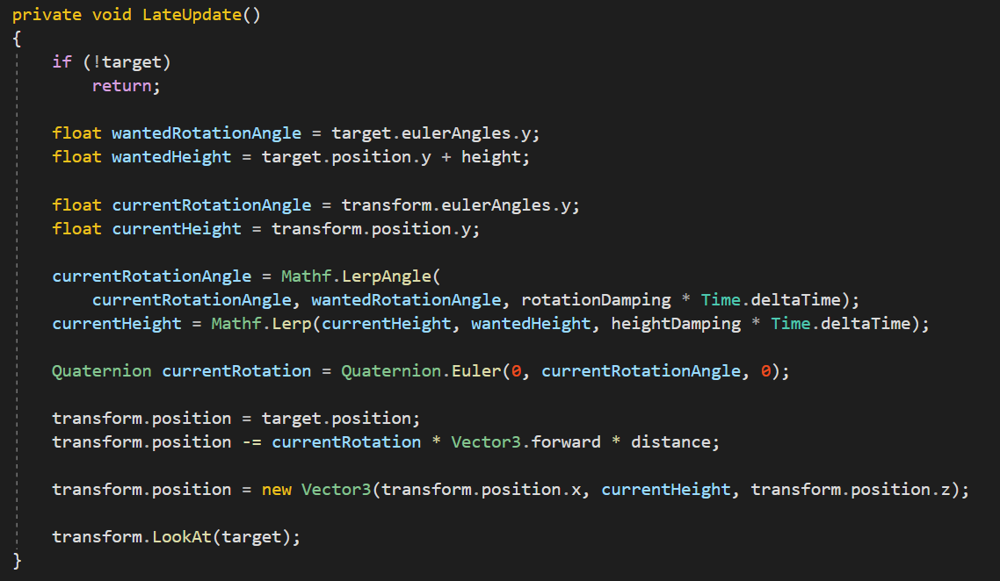 private void LateUpdate()
{
if (!target)
return;
float wantedRotationAngle = target.eulerAngles.y;
float wantedHeight = target.position.y + height;
float currentRotationAngle = transform.eulerAngles.y;
float currentHeight = transform.position.y;
currentRotationAngle = Mathf.LerpAngle(
currentRotationAngle, wantedRotationAngle, rotationDamping * Time.deltaTime);
currentHeight = Mathf.Lerp(currentHeight, wantedHeight, heightDamping * Time.deltaTime);
Quaternion currentRotation = Quaternion.Euler(0, currentRotationAngle, 0);
transform.position = target.position;
transform.position -= currentRotation * Vector3.forward * distance;
transform.position = new Vector3(transform.position.x, currentHeight, transform.position.z);
transform.LookAt(target);
}